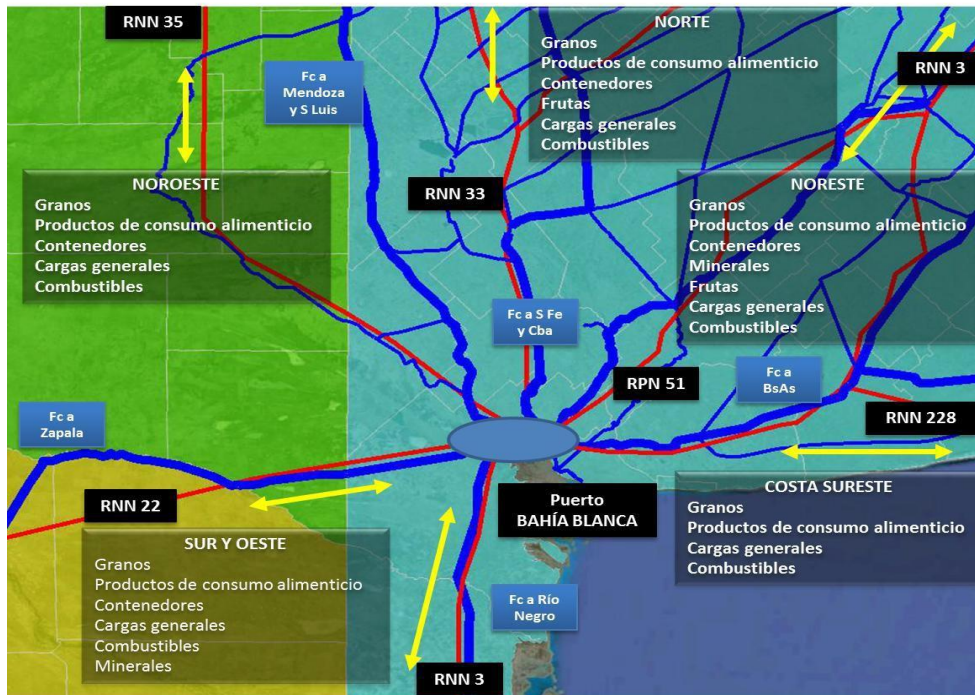 RNN 35
Fc a
Mendoza
y S Luis
NORTE
Granos
Productos de consumo alimenticio
Contenedores
Frutas
Cargas generales
Combustibles
RNN 3
NOROESTE
Granos
Productos de consumo alimenticio
Contenedores
Cargas generales
Combustibles
RNN 33
NORESTE
Granos
Productos de consumo alimenticio
Contenedores
Minerales
Frutas
Cargas generales
Combustibles
Fc a S Fe
y Cba
RPN 51
Fc a
BsAs
RNN 228
Fc a
Zapala
RNN 22
Puerto
BAHÍA BLANCA
COSTA SURESTE
Granos
Productos de consumo alimenticio
Cargas generales
Combustibles
SUR Y OESTE
Granos
Productos de consumo alimenticio
Contenedores
Cargas generales
Combustibles
Minerales
Fc a Río
Negro
RNN 3